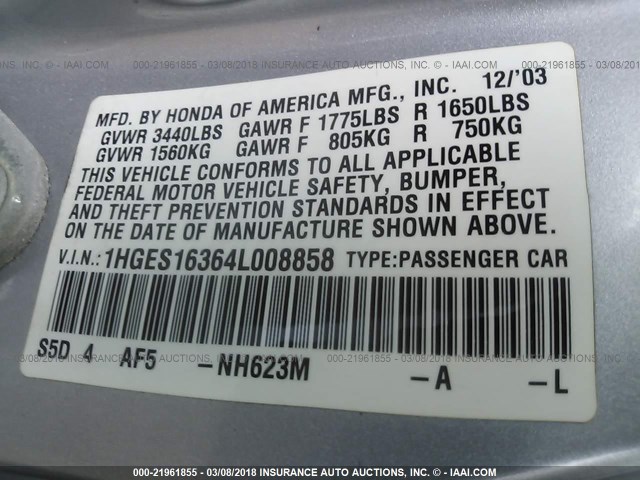 000-21961855 - 03/08/2018 INSURANCE AUTO AUCTIONS, INC. - © - IAAI.COM
MFD. BY HONDA OF AMERICA MFG., INC. 12/'03
GVWR 3440LBS GAWR F 1775LBS R 1650LBS
GVWR 1560KG GAWR F 805KG R 750KG
THIS VEHICLE CONFORMS TO ALL APPLICABLE
FEDERAL MOTOR VEHICLE SAFETY, BUMPER,
AND THEFT PREVENTION STANDARDS IN EFFECT
ON THE DATE OF MANUFACTURE SHOWN ABOVE.
V.I.N.: 1HGES16364L008858 TYPE:PASSENGER CAR
S5D 4 AF5 -NH623M -A -L
000-21961855 - 03/08/2018 INSURANCE AUTO AUCTIONS, INC. - © - IAAI.COM